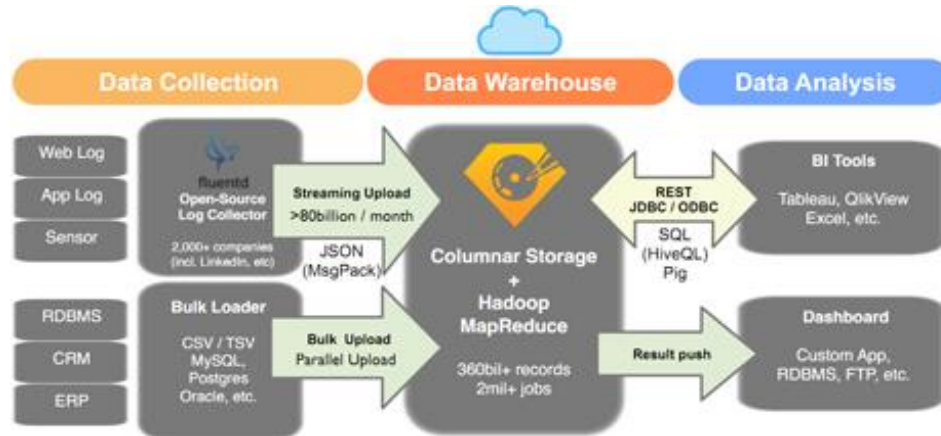 Data Collection
Data Warehouse
Data Analysis
Web Log
App Log
Sensor
fluentd
Open-Source
Log Collector
2,000+ companies
(incl. LinkedIn, etc)
Streaming Upload
>80billion / month
JSON
(MsgPack)
RDBMS
CRM
ERP
Bulk Loader
CSV / TSV
MySQL,
Postgres
Oracle, etc.
Bulk Upload
Parallel Upload
Columnar Storage
+
Hadoop
MapReduce
360bil+ records
2mil+ jobs
REST
JDBC / ODBC
SQL
(HiveQL)
Pig
BI Tools
Tableau, QlikView
Excel, etc.
Result push
Dashboard
Custom App,
RDBMS, FTP, etc.